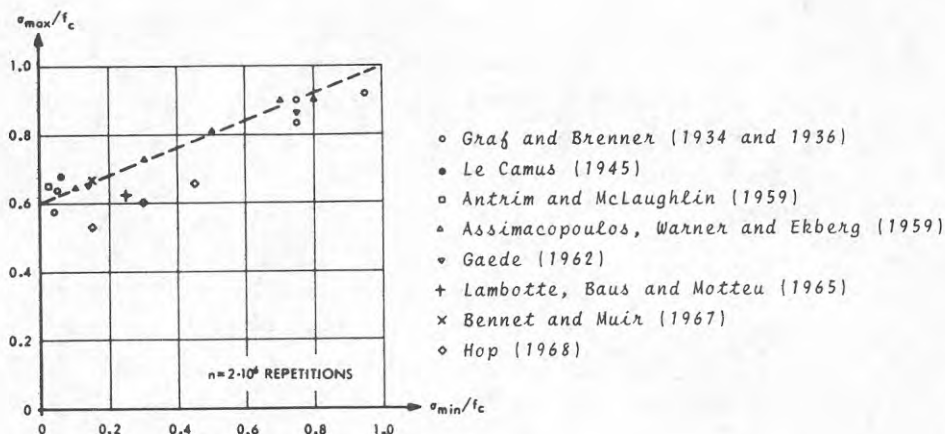 σmax/fc
1.0
0.8
0.6
0.4
0.2
0
n=2·10⁶ REPETITIONS
0 0.2 0.4 0.6 0.8 1.0
σmin/fc
Graf and Brenner (1934 and 1936)
Le Camus (1945)
Antrim and McLaughlin (1959)
Assimacopoulos, Warner and Ekberg (1959)
Gaede (1962)
Lambotte, Baus and Motteu (1965)
Bennet and Muir (1967)
Hop (1968)